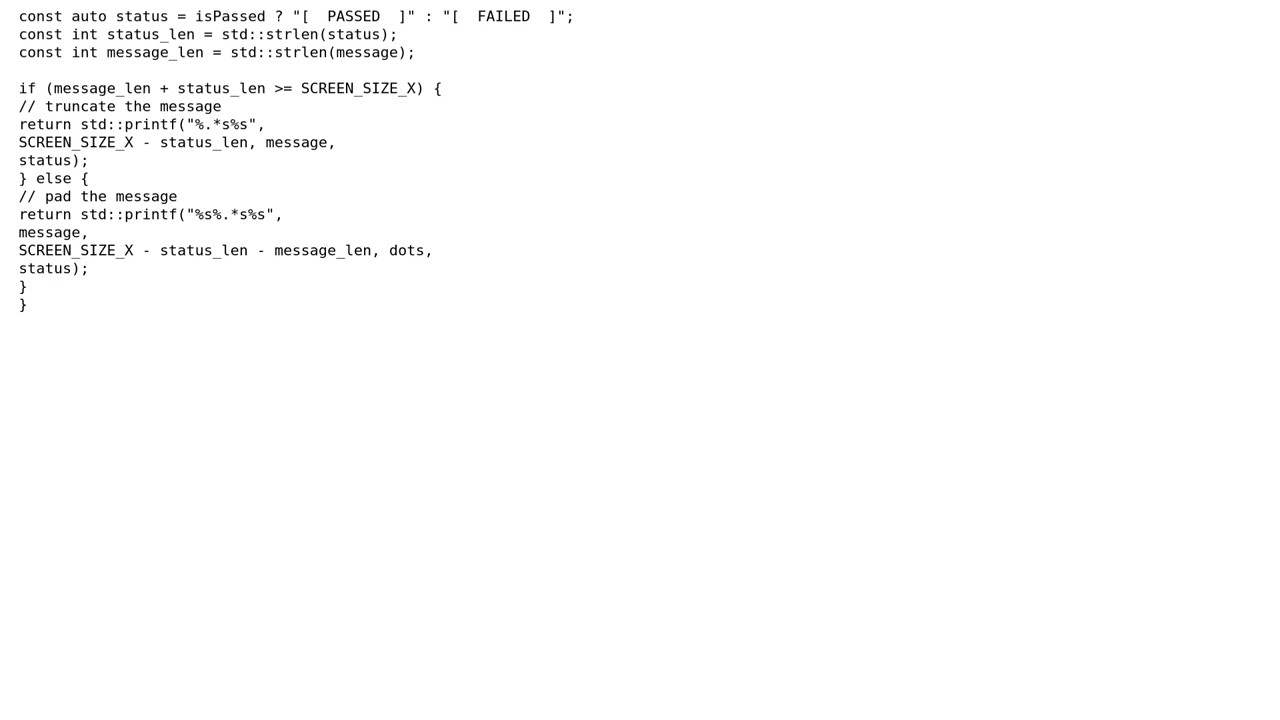 const auto status = isPassed ? "[  PASSED  ]" : "[  FAILED  ]";
const int status_len = std::strlen(status);
const int message_len = std::strlen(message);

if (message_len + status_len >= SCREEN_SIZE_X) {
// truncate the message
return std::printf("%.*s%s",
SCREEN_SIZE_X - status_len, message,
status);
} else {
// pad the message
return std::printf("%s%.*s%s",
message,
SCREEN_SIZE_X - status_len - message_len, dots,
status);
}
}